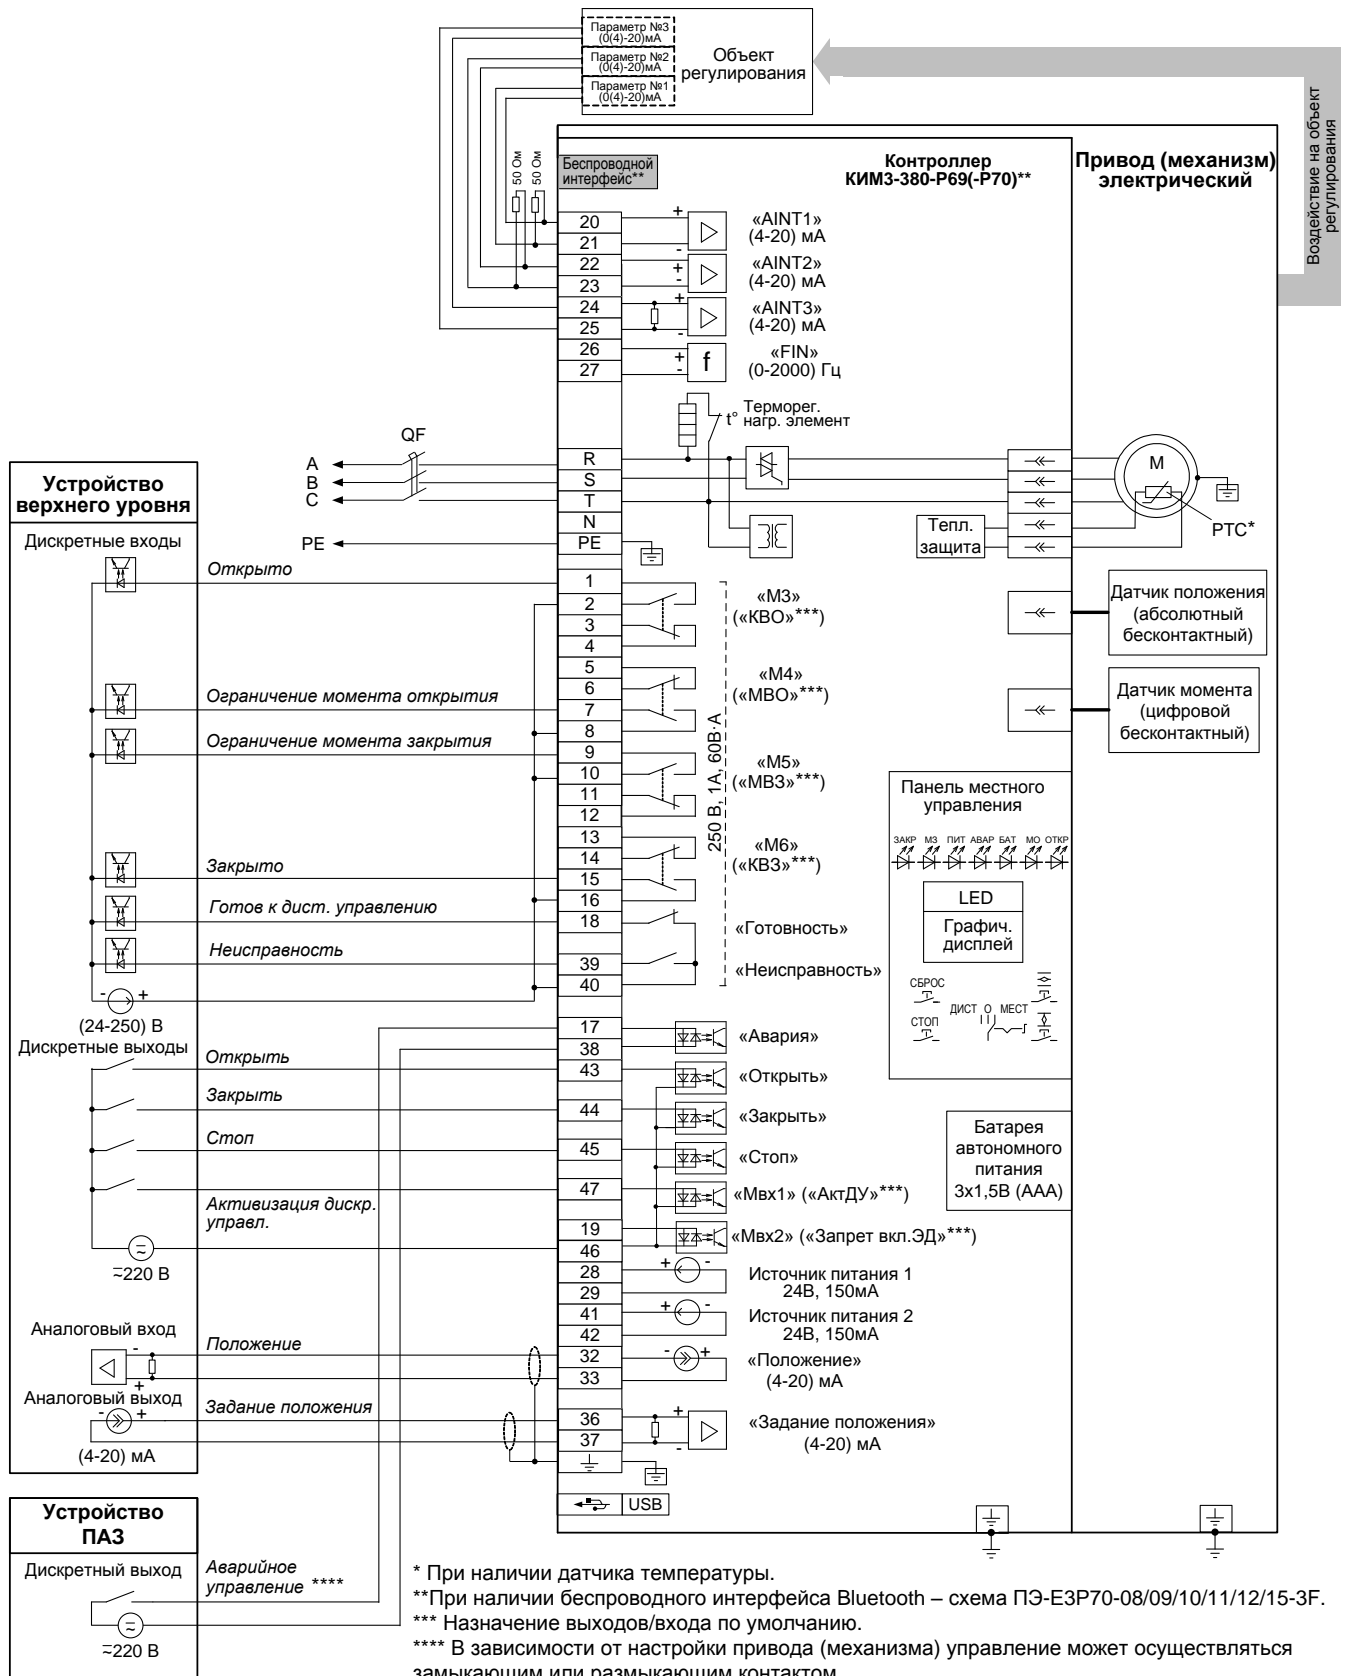 Параметр №3
(0(4)-20)мА
Параметр №2
(0(4)-20)мА
Параметр №1
(0(4)-20)мА
Объект
регулирования
Воздействие на объект
регулирования
50 Ом
50 Ом
Беспроводной
интерфейс**
Контроллер
КИМ3-380-Р69(-Р70)**
Привод (механизм)
электрический
20
21
22
23
24
25
26
27
+
-
«AINT1»
(4-20) мА
+
-
«AINT2»
(4-20) мА
+
-
«AINT3»
(4-20) мА
+
-
f
«FIN»
(0-2000) Гц
t° Терморег.
нагр. элемент
QF
A
B
C
PE
R
S
T
N
PE
Тепл.
защита
M
PTC*
Датчик положения
(абсолютный
бесконтактный)
Датчик момента
(цифровой
бесконтактный)
Устройство
верхнего уровня
Дискретные входы
Открыто
Ограничение момента открытия
Ограничение момента закрытия
Закрыто
Готов к дист. управлению
Неисправность
- +
(24-250) В
1
2
3
4
5
6
7
8
9
10
11
12
13
14
15
16
18
39
40
«М3»
(«КВО»***)
«М4»
(«МВО»***)
«М5»
(«МВЗ»***)
«М6»
(«КВЗ»***)
250 В, 1А, 60В·А
«Готовность»
«Неисправность»
Панель местного
управления
ЗАКР МЗ ПИТ АВАР БАТ МО ОТКР
LED
Графич.
дисплей
СБРОС
СТОП
ДИСТ О МЕСТ
Дискретные выходы
Открыть
Закрыть
Стоп
Активизация дискр.
управл.
≂220 В
17
38
43
44
45
47
19
46
28
29
41
42
32
33
36
37
«Авария»
«Открыть»
«Закрыть»
«Стоп»
«Мвх1» («АктДУ»***)
«Мвх2» («Запрет вкл.ЭД»***)
Батарея
автономного
питания
3х1,5В (ААА)
+ -
Источник питания 1
24В, 150мА
+ -
Источник питания 2
24В, 150мА
- +
«Положение»
(4-20) мА
+
-
«Задание положения»
(4-20) мА
Аналоговый вход
Положение
-
+
Аналоговый выход
Задание положения
- +
(4-20) мА
USB
Устройство
ПАЗ
Дискретный выход
Аварийное
управление ****
≂220 В
* При наличии датчика температуры.
**При наличии беспроводного интерфейса Bluetooth – схема ПЭ-Е3Р70-08/09/10/11/12/15-3F.
*** Назначение выходов/входа по умолчанию.
**** В зависимости от настройки привода (механизма) управление может осуществляться
замыкающим или размыкающим контактом